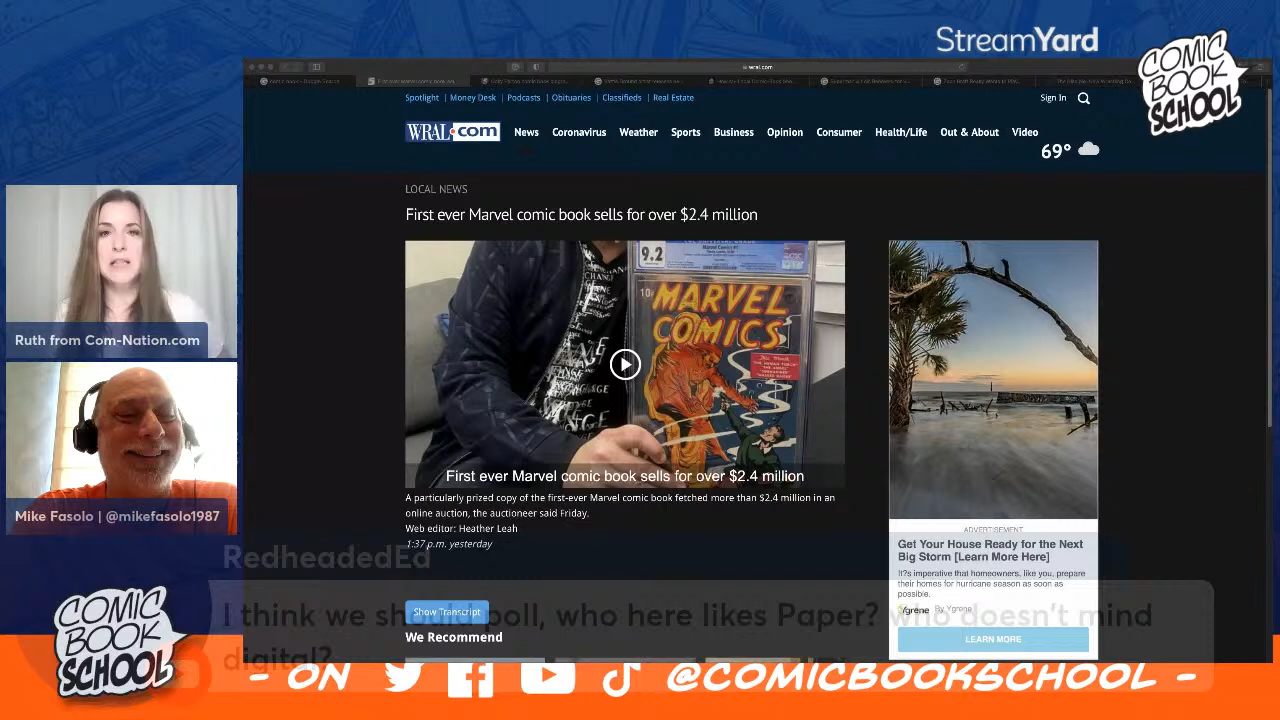 StreamYard
COMIC
BOOK
SCHOOL
wral.com
Spotlight | Money Desk | Podcasts | Obituaries | Classifieds | Real Estate
Sign In
WRAL.com
News Coronavirus Weather Sports Business Opinion Consumer Health/Life Out & About Video
69°
LOCAL NEWS
First ever Marvel comic book sells for over $2.4 million
9.2
10¢
MARVEL
COMICS
First ever Marvel comic book sells for over $2.4 million
A particularly prized copy of the first-ever Marvel comic book fetched more than $2.4 million in an
online auction, the auctioneer said Friday.
Web editor: Heather Leah
1:37 p.m. yesterday
Show Transcript
We Recommend
ADVERTISEMENT
Get Your House Ready for the Next
Big Storm [Learn More Here]
It?s imperative that homeowners, like you, prepare
their homes for hurricane season as soon as
possible.
Ygrene By Ygrene
LEARN MORE
Ruth from Com-Nation.com
Mike Fasolo | @mikefasolo1987
RedheadedEd
I think we should poll, who here likes Paper? who doesn't mind
digital?
COMIC
BOOK
SCHOOL
- ON @COMICBOOKSCHOOL -